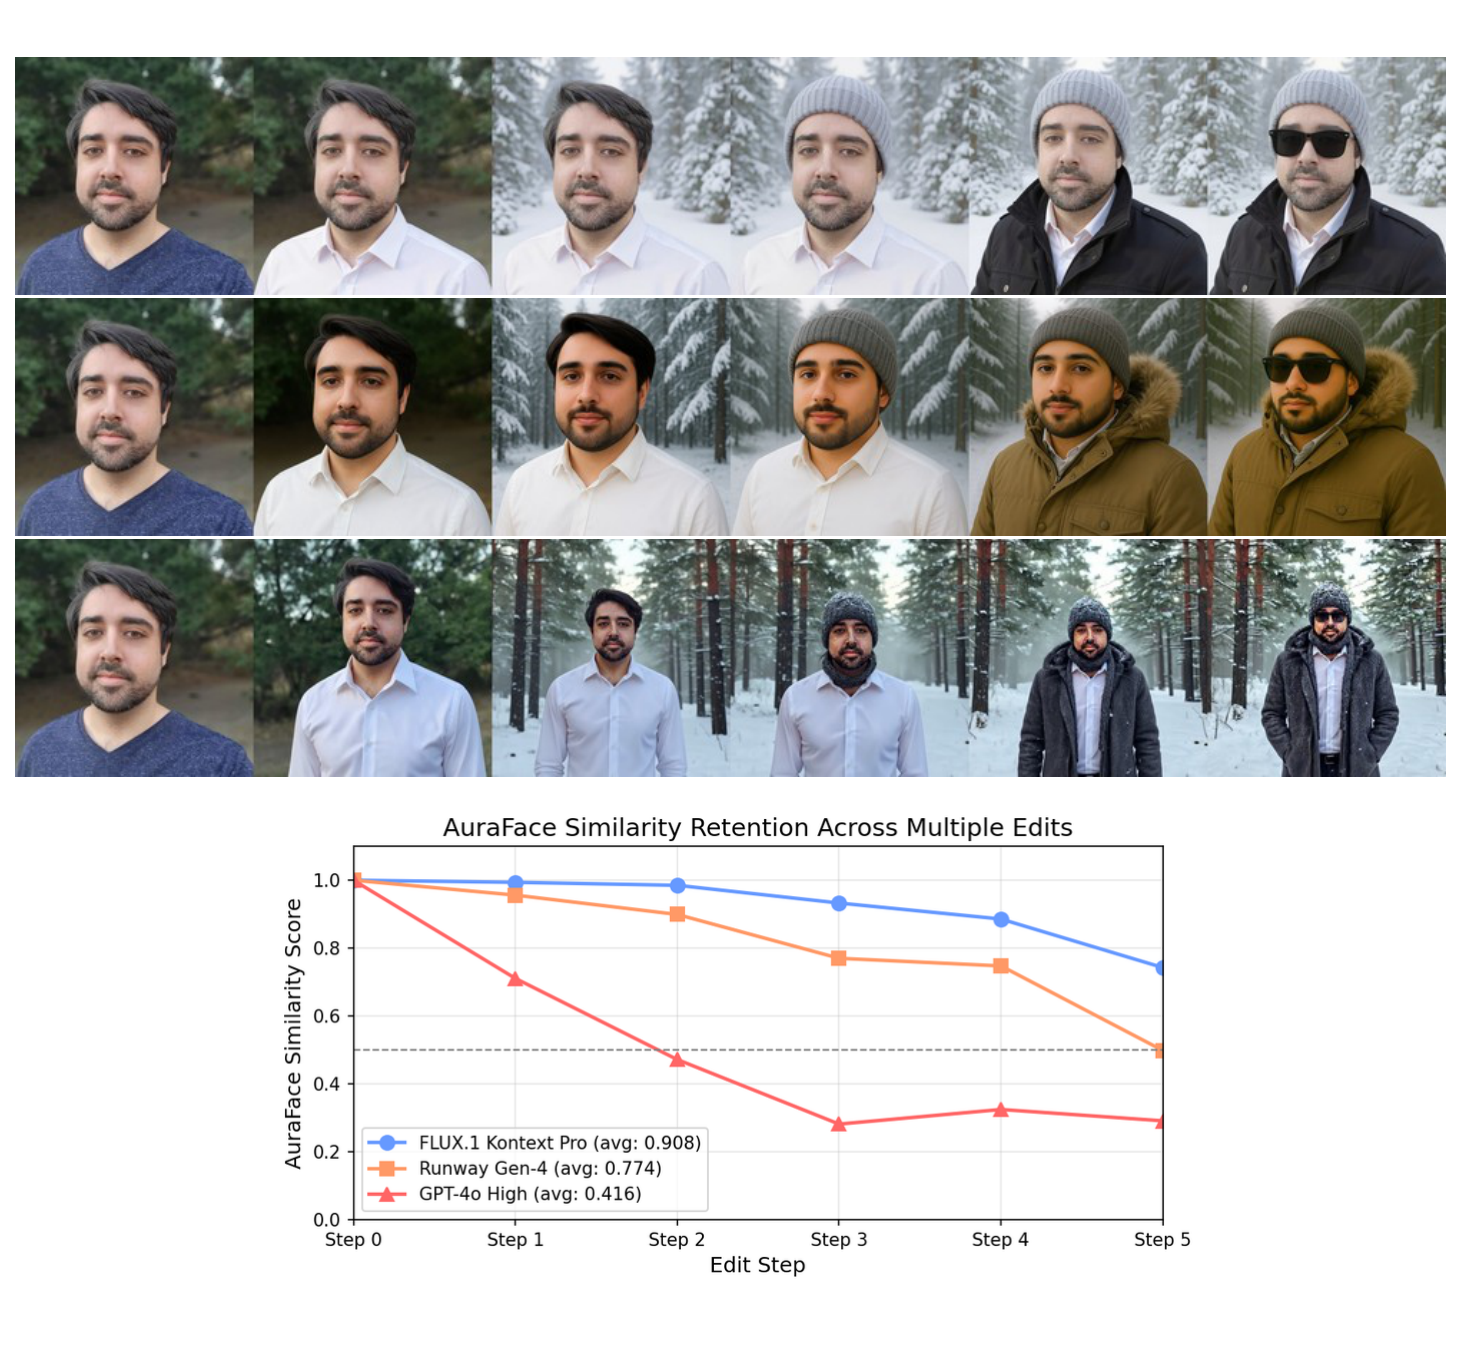 AuraFace Similarity Retention Across Multiple Edits
AuraFace Similarity Score
1.0
0.8
0.6
0.4
0.2
0.0
FLUX.1 Kontext Pro (avg: 0.908)
Runway Gen-4 (avg: 0.774)
GPT-4o High (avg: 0.416)
Step 0 Step 1 Step 2 Step 3 Step 4 Step 5
Edit Step